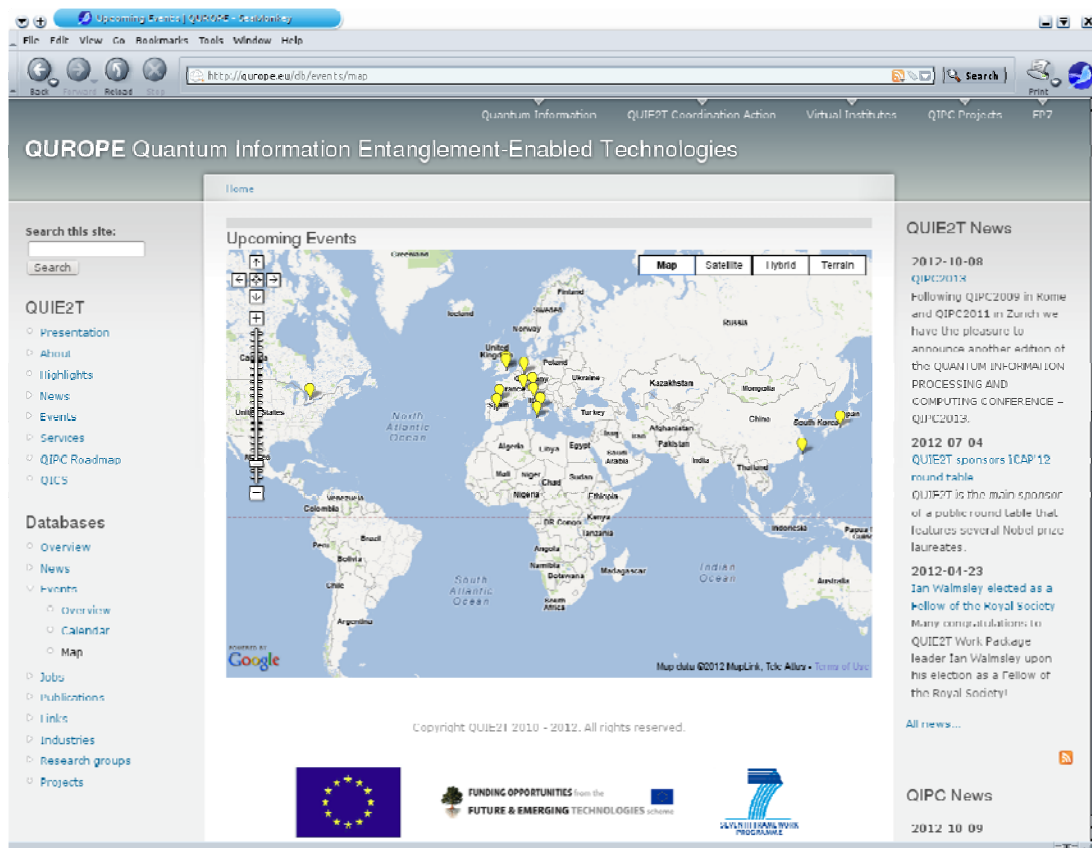 Upcoming Events | QUROPE - SeaMonkey
File Edit View Go Bookmarks Tools Window Help
Back Forward Reload Stop
http://qurope.eu/db/events/map
Search
Print
Quantum Information QUIE2T Coordination Action Virtual Institutes QIPC Projects FP7
QUROPE Quantum Information Entanglement-Enabled Technologies
Home
Search this site:
Search
QUIE2T
Presentation
About
Highlights
News
Events
Services
QIPC Roadmap
QICS
Databases
Overview
News
Events
Overview
Calendar
Map
Jobs
Publications
Links
Industries
Research groups
Projects
Upcoming Events
Map Satellite Hybrid Terrain
Greenland
Iceland
Finland
Sweden
Norway
Russia
United Kingdom
Poland
Ukraine
Kazakhstan
Mongolia
Canada
United States
North Atlantic Ocean
Turkey
China
South Korea
Japan
Afghanistan
Pakistan
Iraq
Iran
Algeria
Libya
Egypt
Saudi Arabia
India
Thailand
Mali
Niger
Chad
Sudan
Nigeria
Ethiopia
Venezuela
Colombia
DR Congo
Kenya
Tanzania
Indonesia
Papua
Peru
Brazil
Bolivia
Angola
Namibia
Botswana
Madagascar
Chile
South Atlantic Ocean
Indian Ocean
Australia
South Africa
Argentina
POWERED BY
Google
Map data ©2012 MapLink, Tele Atlas - Terms of Use
Copyright QUIE2T 2010 - 2012. All rights reserved.
FUNDING OPPORTUNITIES from the
FUTURE & EMERGING TECHNOLOGIES scheme
SEVENTH FRAMEWORK
PROGRAMME
QUIE2T News
2012-10-08
QIPC2013
Following QIPC2009 in Rome
and QIPC2011 in Zurich we
have the pleasure to
announce another edition of
the QUANTUM INFORMATION
PROCESSING AND
COMPUTING CONFERENCE –
QIPC2013.
2012-07-04
QUIE2T sponsors ICAP'12
round table
QUIE2T is the main sponsor
of a public round table that
features several Nobel prize
laureates.
2012-04-23
Ian Walmsley elected as a
Fellow of the Royal Society
Many congratulations to
QUIE2T Work Package
leader Ian Walmsley upon
his election as a Fellow of
the Royal Society!
All news...
QIPC News
2012-10-09